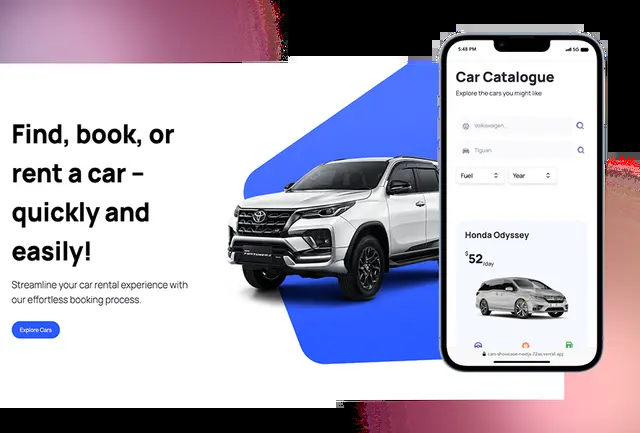 Find, book, or
rent a car –
quickly and
easily!
Streamline your car rental experience with
our effortless booking process.
Explore Cars
5:48 PM
5G
Car Catalogue
Explore the cars you might like
Volkswagen...
Tiguan
Fuel
Year
Honda Odyssey
$52/day